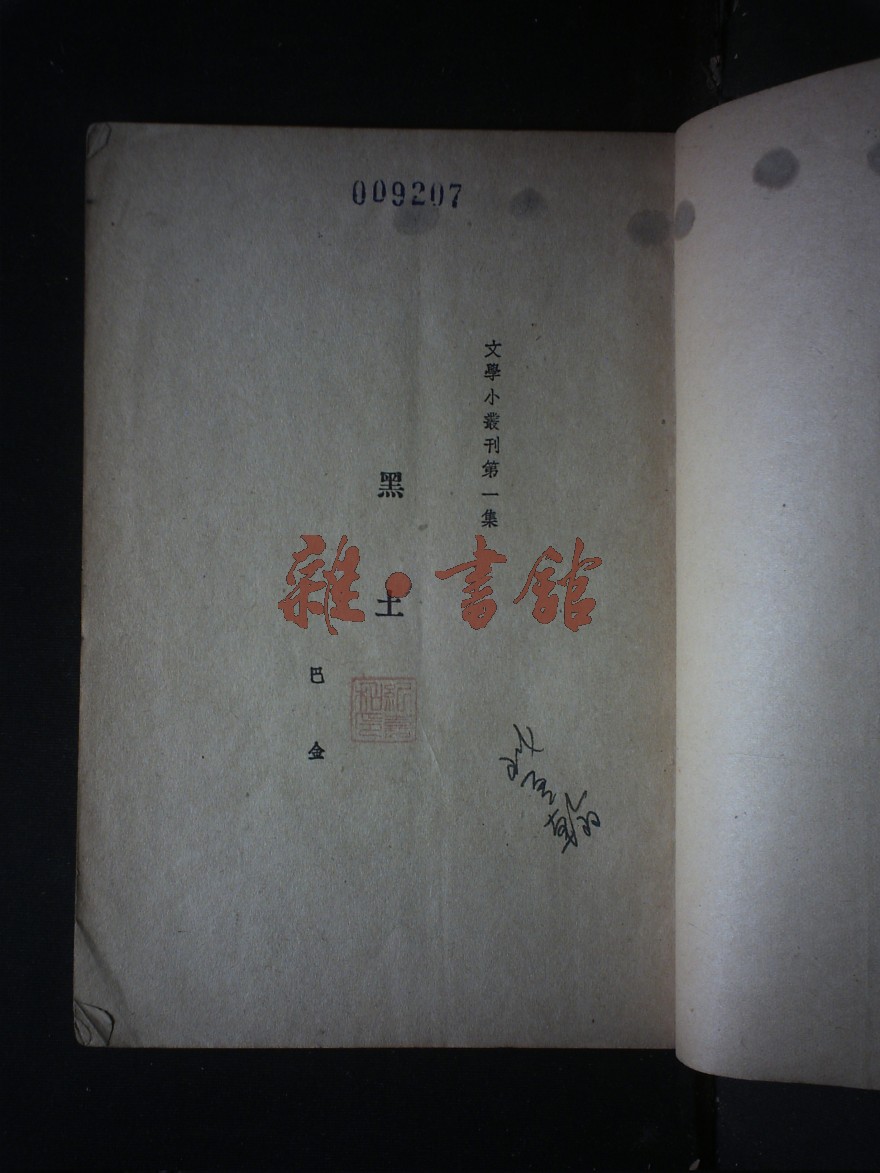 009207
文學小叢刊第一集
黑土
巴金
雜·書館